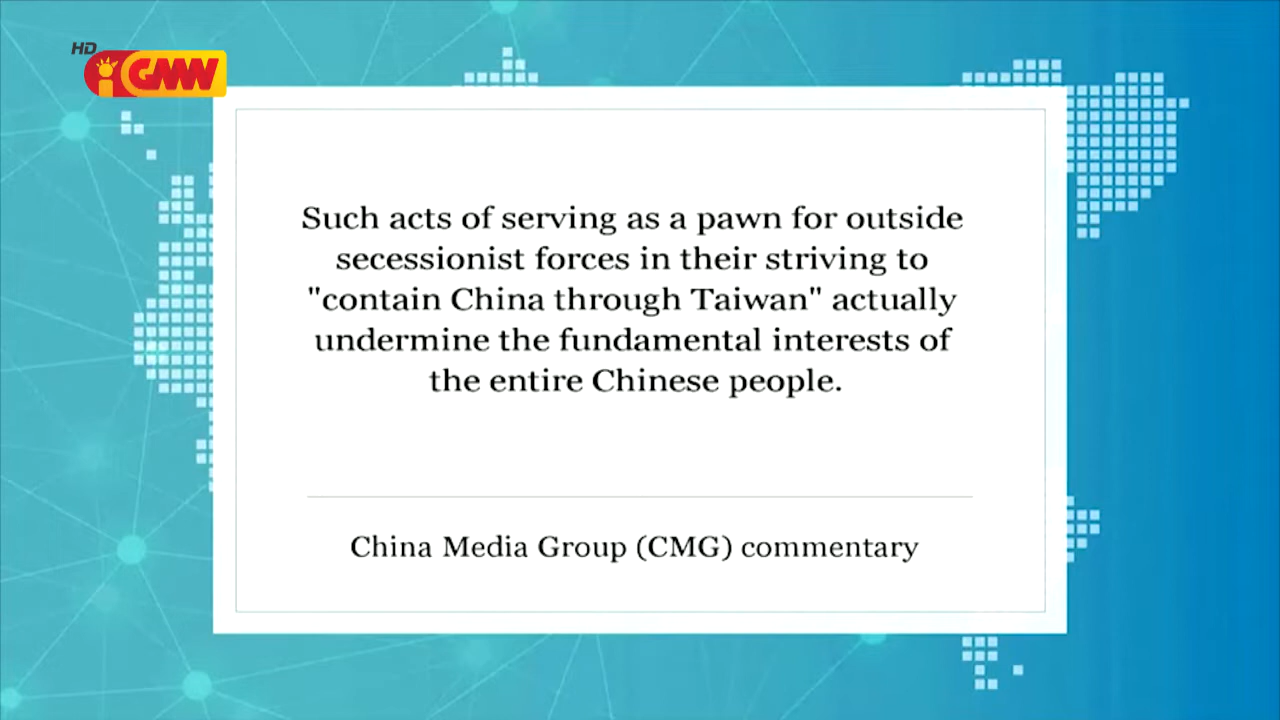 HD
iGMW
Such acts of serving as a pawn for outside
secessionist forces in their striving to
"contain China through Taiwan" actually
undermine the fundamental interests of
the entire Chinese people.
China Media Group (CMG) commentary